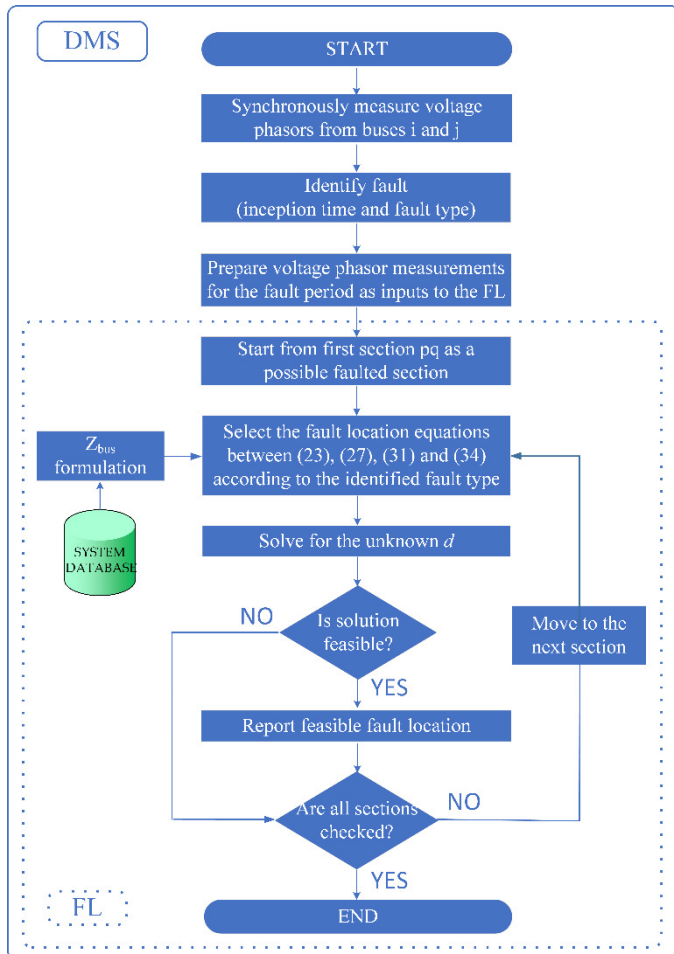 DMS
START
Synchronously measure voltage
phasors from buses i and j
Identify fault
(inception time and fault type)
Prepare voltage phasor measurements
for the fault period as inputs to the FL
Start from first section pq as a
possible faulted section
Z_bus
formulation
Select the fault location equations
between (23), (27), (31) and (34)
according to the identified fault type
SYSTEM
DATABASE
Solve for the unknown d
NO
Is solution
feasible?
Move to the
next section
YES
Report feasible fault location
Are all sections
checked?
NO
YES
FL
END